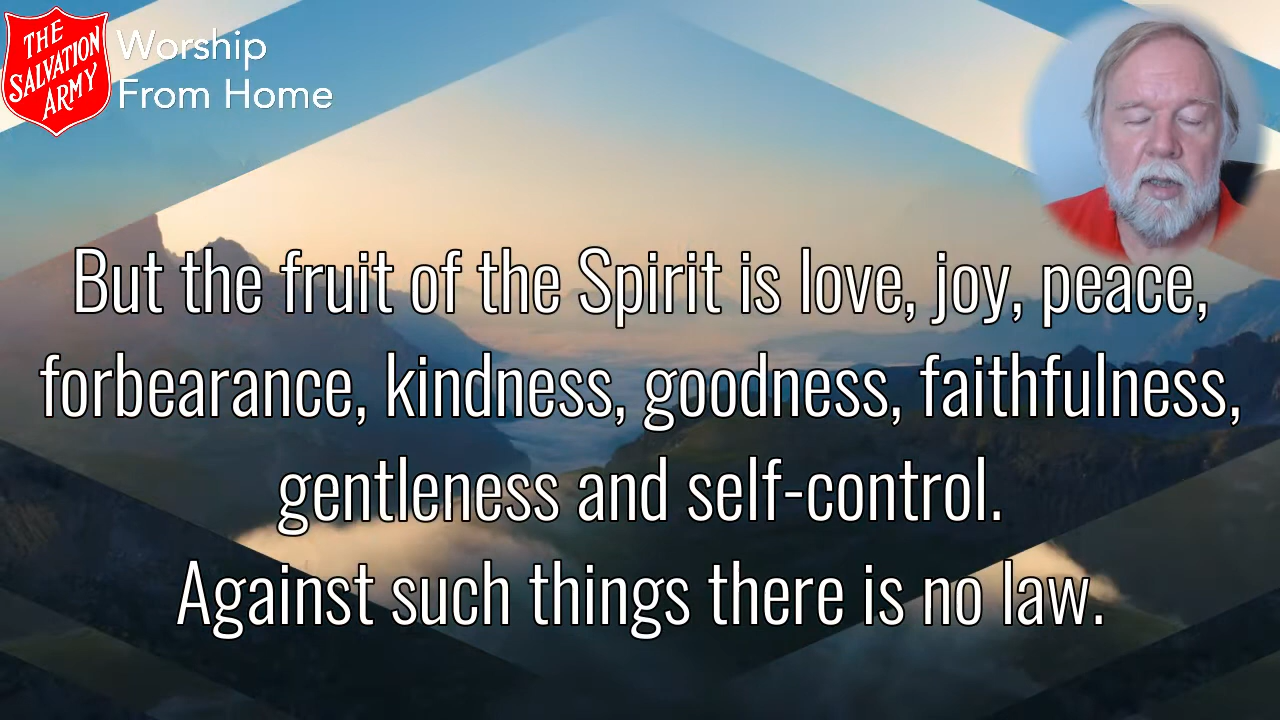 THE
SALVATION
ARMY
Worship
From Home
But the fruit of the Spirit is love, joy, peace,
forbearance, kindness, goodness, faithfulness,
gentleness and self-control.
Against such things there is no law.